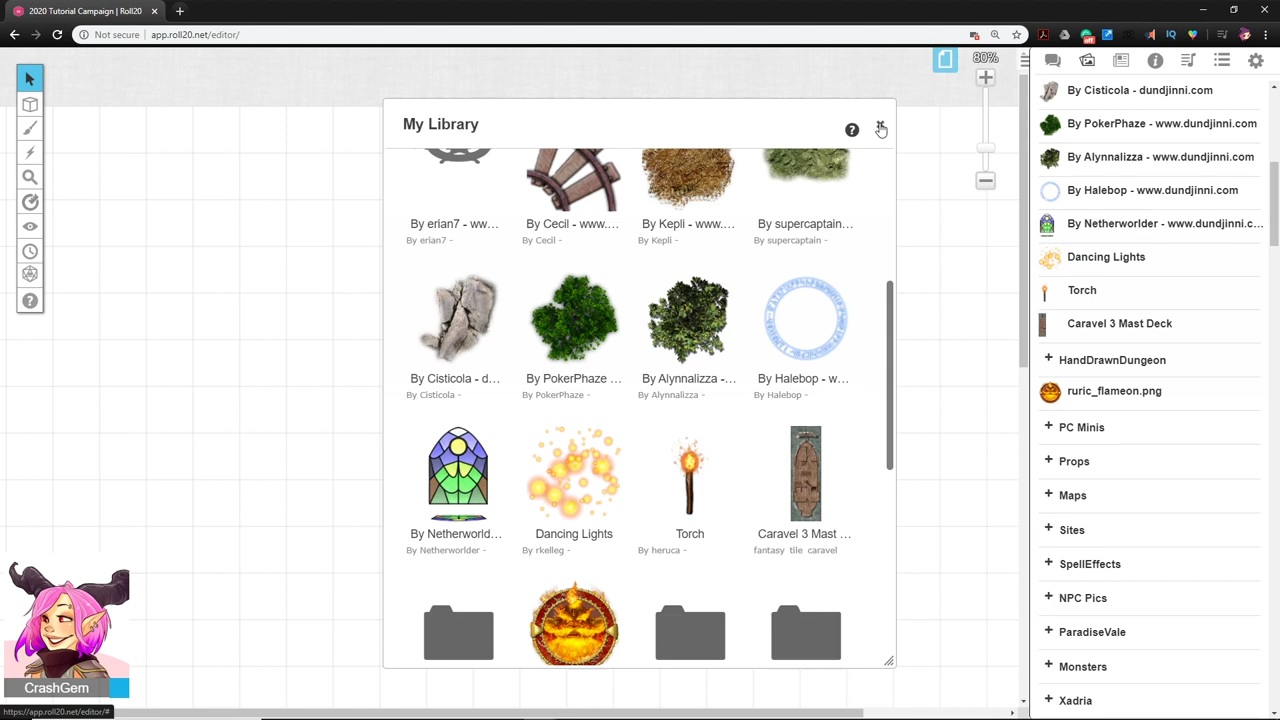 2020 Tutorial Campaign | Roll20
Not secure | app.roll20.net/editor/
80%
My Library
By erian7 - ww...
By erian7 -
By Cecil - www....
By Cecil -
By Kepli - www....
By Kepli -
By supercaptain...
By supercaptain -
By Cisticola - d...
By Cisticola -
By PokerPhaze ...
By PokerPhaze -
By Alynnalizza -...
By Alynnalizza -
By Halebop - w...
By Halebop -
By Netherworld...
By Netherworlder -
Dancing Lights
By rkelleg -
Torch
By heruca -
Caravel 3 Mast ...
fantasy tile caravel
By Cisticola - dundjinni.com
By PokerPhaze - www.dundjinni.com
By Alynnalizza - www.dundjinni.com
By Halebop - www.dundjinni.com
By Netherworlder - www.dundjinni.c...
Dancing Lights
Torch
Caravel 3 Mast Deck
HandDrawnDungeon
ruric_flameon.png
PC Minis
Props
Maps
Sites
SpellEffects
NPC Pics
ParadiseVale
Monsters
Xadria
CrashGem
https://app.roll20.net/editor/#